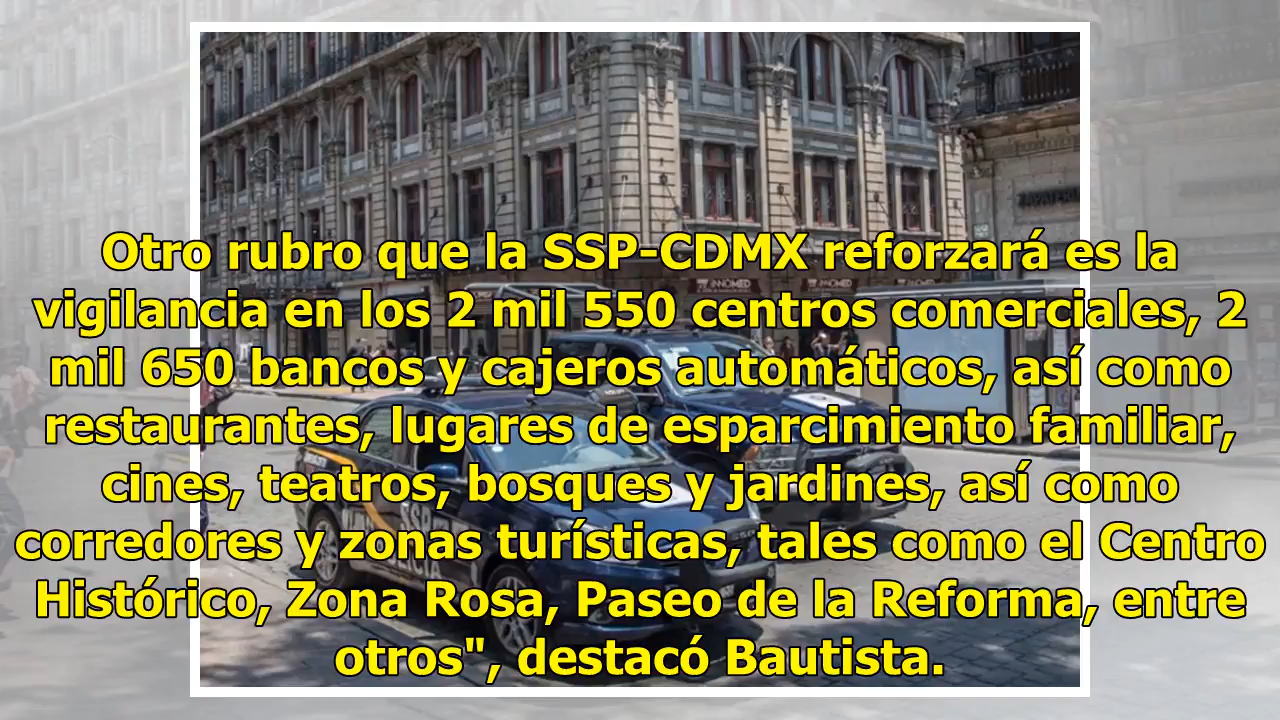 Otro rubro que la SSP-CDMX reforzará es la
vigilancia en los 2 mil 550 centros comerciales, 2
mil 650 bancos y cajeros automáticos, así como
restaurantes, lugares de esparcimiento familiar,
cines, teatros, bosques y jardines, así como
corredores y zonas turísticas, tales como el Centro
Histórico, Zona Rosa, Paseo de la Reforma, entre
otros", destacó Bautista.